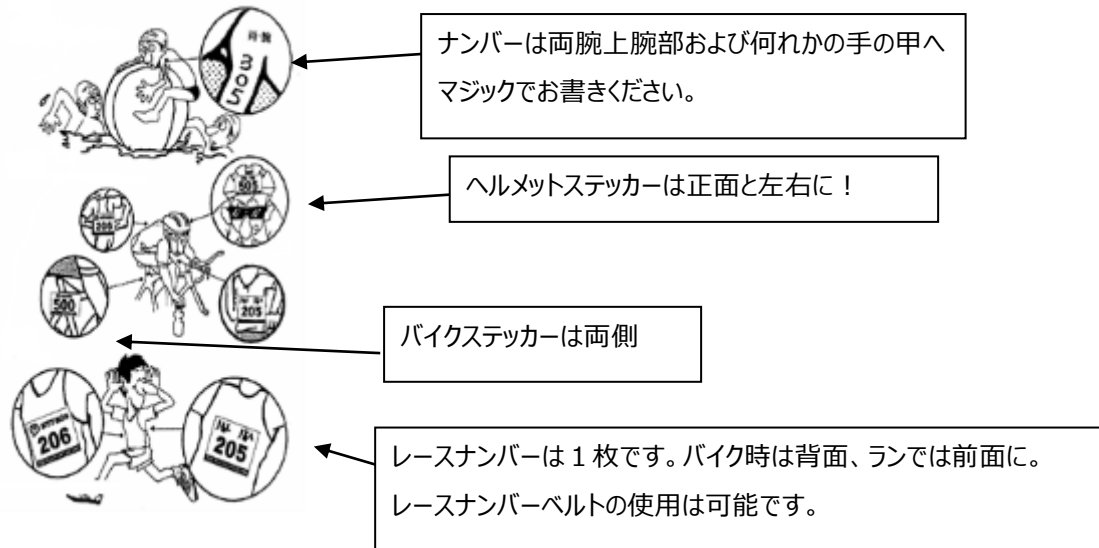 両腕
305
ナンバーは両腕上腕部および何れかの手の甲へ
マジックでお書きください。
505
ヘルメットステッカーは正面と左右に！
206
500
205
バイクステッカーは両側
206
205
レースナンバーは１枚です。バイク時は背面、ランでは前面に。
レースナンバーベルトの使用は可能です。